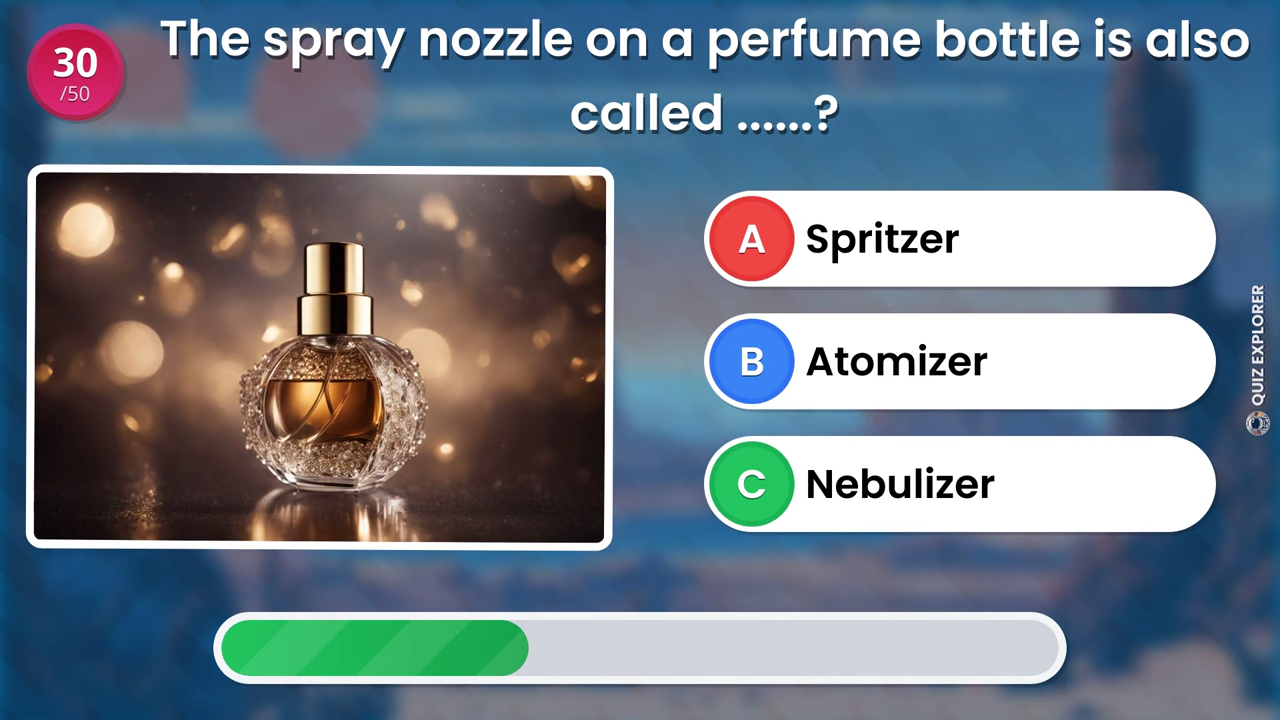 30
/50
The spray nozzle on a perfume bottle is also
called ......?
A Spritzer
B Atomizer
C Nebulizer
QUIZ EXPLORER